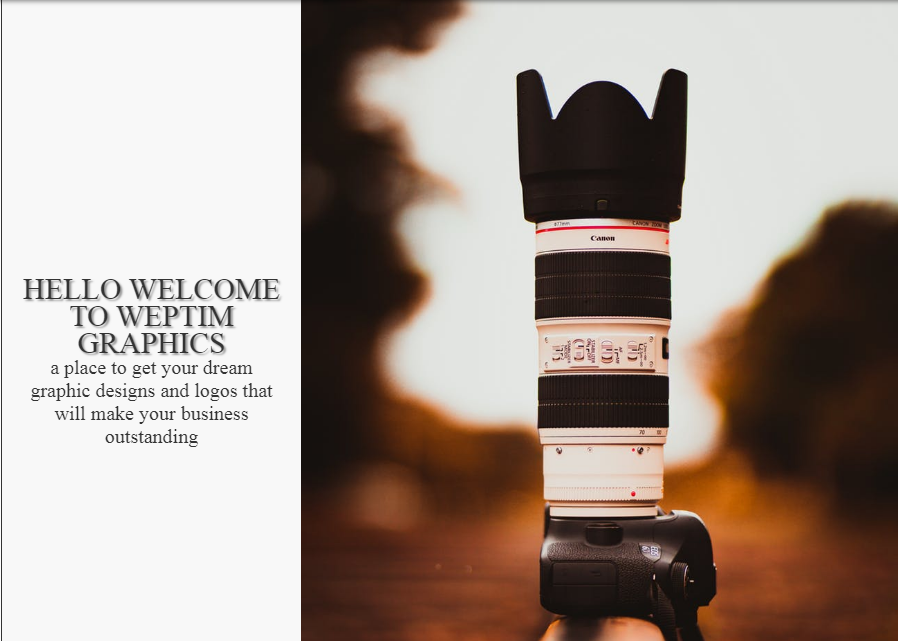 HELLO WELCOME
TO WEPTIM
GRAPHICS
a place to get your dream
graphic designs and logos that
will make your business
outstanding
Canon